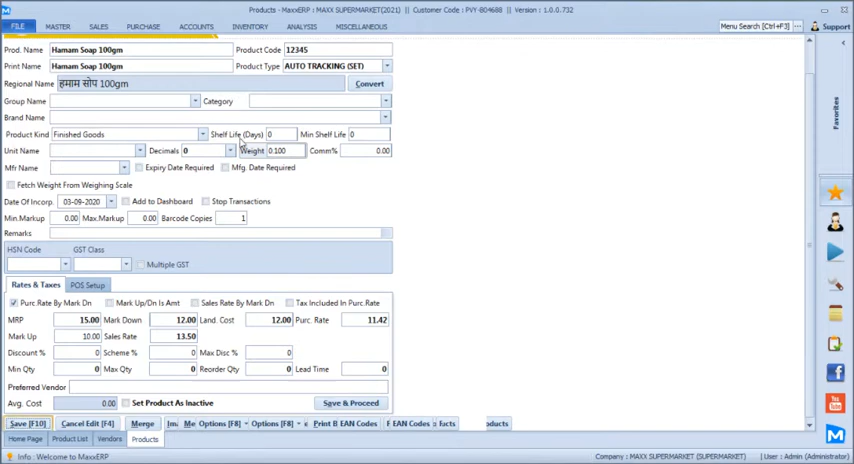 Products - MaxxERP :: MAXX SUPERMARKET(2021) || Customer Code : PVY-B04688 || Version : 1.0.0.732
FILE MASTER SALES PURCHASE ACCOUNTS INVENTORY ANALYSIS MISCELLANEOUS Menu Search [Ctrl+F3] ... Support
Prod. Name Hamam Soap 100gm Product Code 12345
Print Name Hamam Soap 100gm Product Type AUTO TRACKING (SET)
Regional Name हमाम सोप 100gm Convert
Group Name Category
Brand Name
Product Kind Finished Goods Shelf Life (Days) 0 Min Shelf Life 0
Unit Name Decimals 0 Weight 0.100 Comm% 0.00
Mfr Name Expiry Date Required Mfg. Date Required
Fetch Weight From Weighing Scale
Date Of Incorp. 03-09-2020 Add to Dashboard Stop Transactions
Min.Markup 0.00 Max.Markup 0.00 Barcode Copies 1
Remarks
HSN Code GST Class
Multiple GST
Rates & Taxes POS Setup
Purc.Rate By Mark Dn Mark Up/Dn Is Amt Sales Rate By Mark Dn Tax Included In Purc.Rate
MRP 15.00 Mark Down 12.00 Land. Cost 12.00 Purc. Rate 11.42
Mark Up 10.00 Sales Rate 13.50
Discount % 0 Scheme % 0 Max Disc % 0
Min Qty 0 Max Qty 0 Reorder Qty 0 Lead Time 0
Preferred Vendor
Avg. Cost 0.00 Set Product As Inactive Save & Proceed
Save [F10] Cancel Edit [F4] Merge Ima Me Options [F8] Options [F8] Print B EAN Codes F EAN Codes ofucts oducts
Home Page Product List Vendors Products
Info : Welcome to MaxxERP Company : MAXX SUPERMARKET (SUPERMARKET) User : Admin (Administrator)
Favorites
You Tube